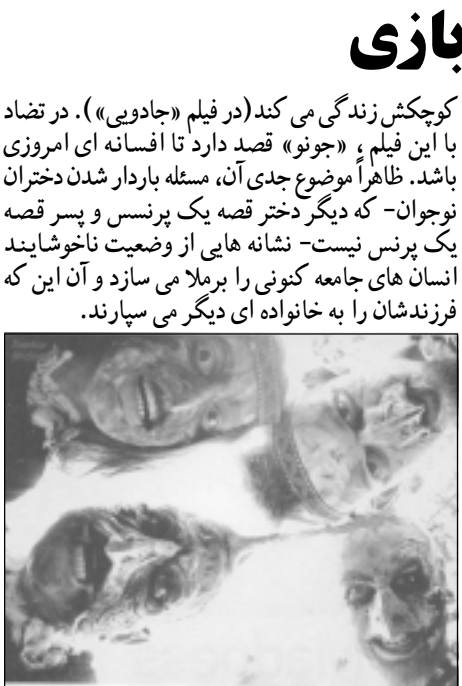 بازی
کوچکش زندگی می کند (در فیلم «جادویی»). در تضاد
با این فیلم، «جونو» قصد دارد تا افسانه ای امروزی
باشد. ظاهراً موضوع جدی آن، مسئله باردار شدن دختران
نوجوان- که دیگر دختر قصه یک پرنسس و پسر قصه
یک پرنس نیست- نشانه هایی از وضعیت ناخوشایند
انسان های جامعه کنونی را برملا می سازد و آن این که
فرزندشان را به خانواده ای دیگر می سپارند.